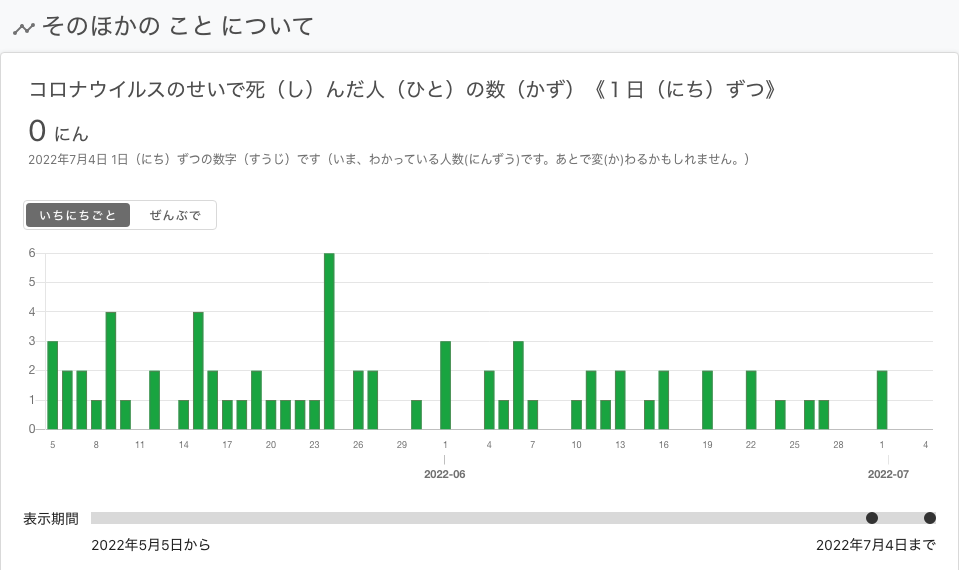 そのほかの こと について
コロナウイルスのせいで死（し）んだ人（ひと）の数（かず）《１日（にち）ずつ》
0 にん
2022年7月4日 1日（にち）ずつの数字（すうじ）です（いま、わかっている人数(にんずう)です。あとで変(か)わるかもしれません。）
いちにちごと ぜんぶで
6
5
4
3
2
1
0
5 8 11 14 17 20 23 26 29 1 4 7 10 13 16 19 22 25 28 1 4
2022-06 2022-07
表示期間
2022年5月5日から 2022年7月4日まで